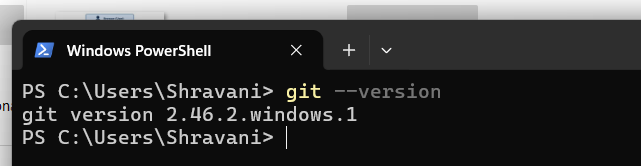 Windows PowerShell
PS C:\Users\Shravani> git --version
git version 2.46.2.windows.1
PS C:\Users\Shravani>